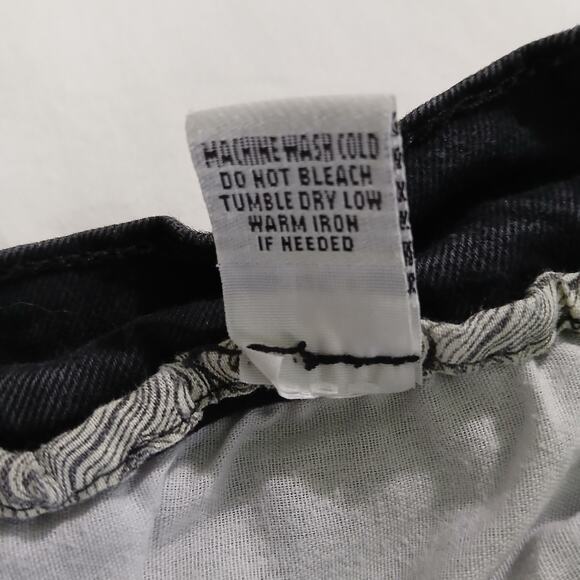 MACHINE WASH COLD
DO NOT BLEACH
TUMBLE DRY LOW
WARM IRON
IF NEEDED